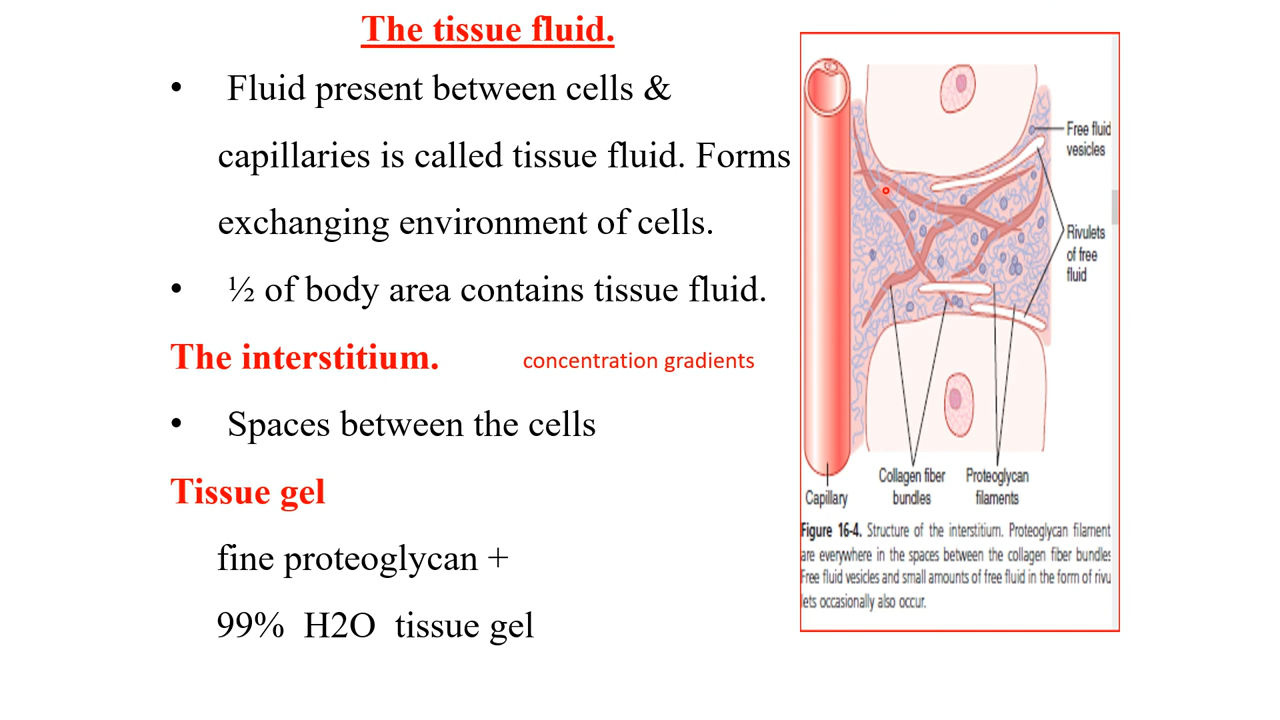 The tissue fluid.
• Fluid present between cells &
capillaries is called tissue fluid. Forms
exchanging environment of cells.
• ½ of body area contains tissue fluid.
The interstitium.
concentration gradients
• Spaces between the cells
Tissue gel
fine proteoglycan +
99% H2O tissue gel
Free fluid
vesicles
Rivulets
of free
fluid
Capillary
Collagen fiber
bundles
Proteoglycan
filaments
Figure 16-4. Structure of the interstitium. Proteoglycan filament
are everywhere in the spaces between the collagen fiber bundles
Free fluid vesicles and small amounts of free fluid in the form of rivu
lets occasionally also occur.